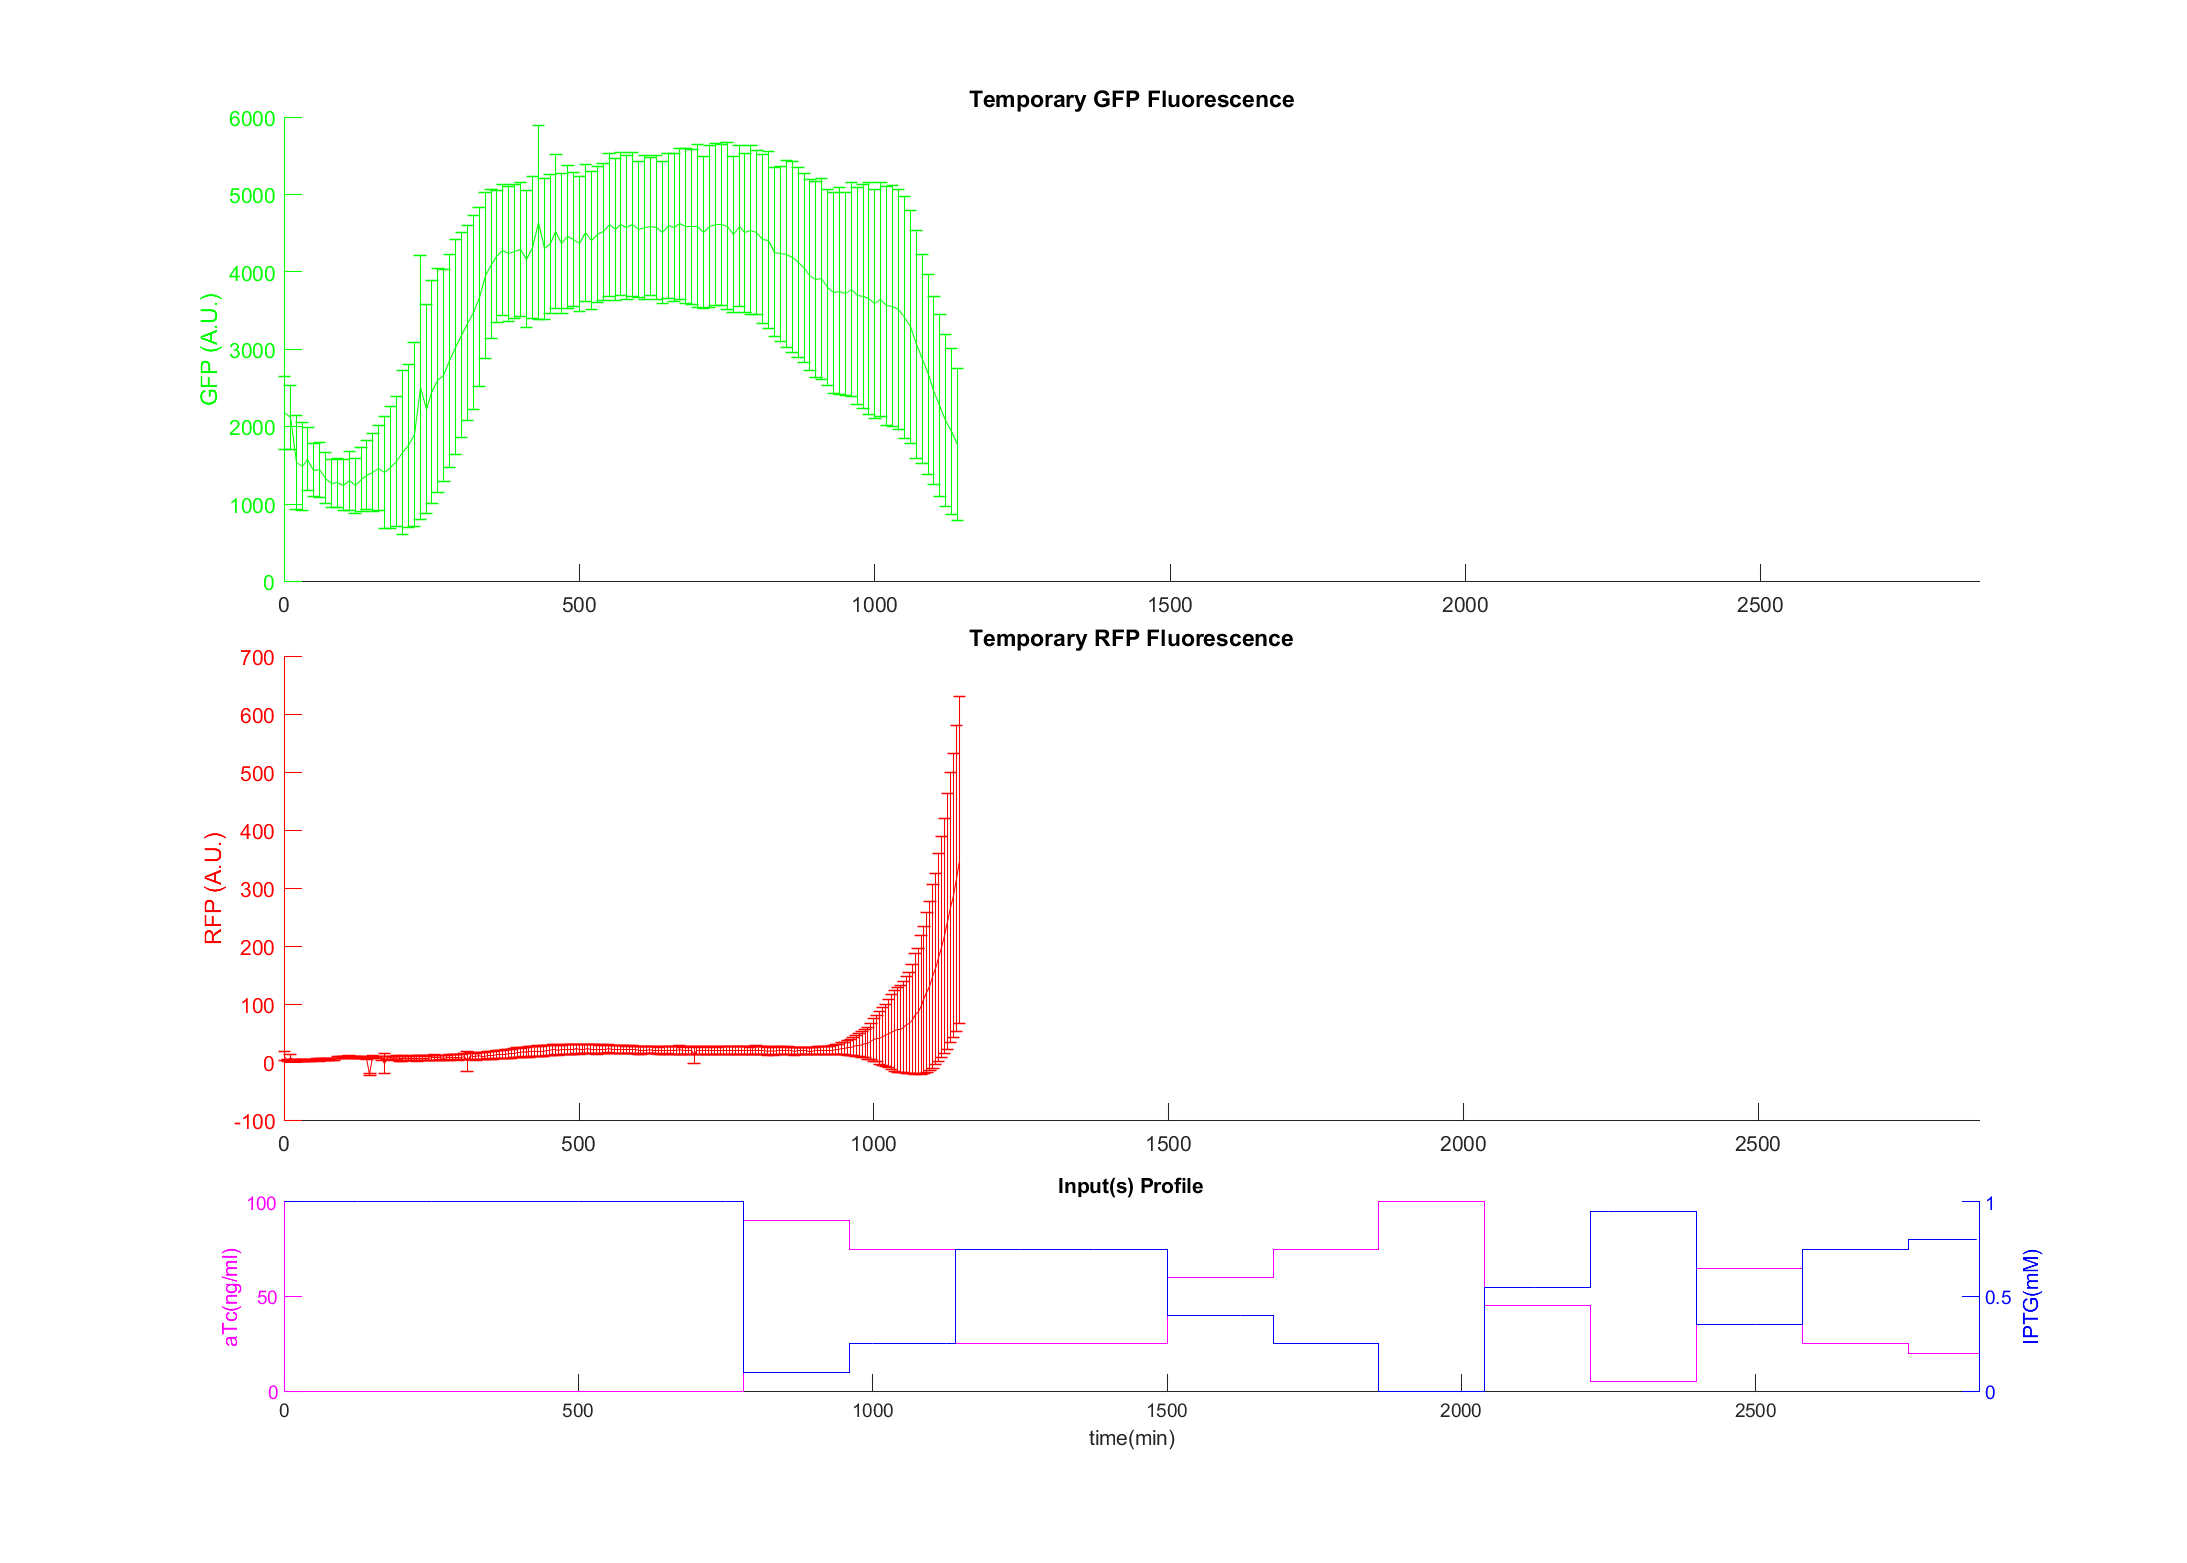 Temporary GFP Fluorescence
GFP (A.U.)
6000
5000
4000
3000
2000
1000
0
0 500 1000 1500 2000 2500
Temporary RFP Fluorescence
RFP (A.U.)
700
600
500
400
300
200
100
0
-100
0 500 1000 1500 2000 2500
Input(s) Profile
aTc(ng/ml)
100
50
0
1
0.5
0
IPTG(mM)
0 500 1000 1500 2000 2500
time(min)